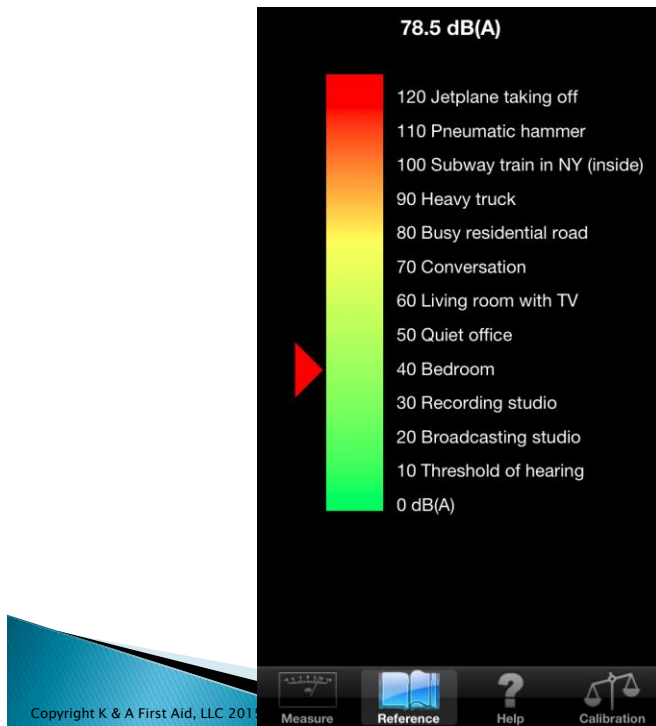 78.5 dB(A)
120 Jetplane taking off
110 Pneumatic hammer
100 Subway train in NY (inside)
90 Heavy truck
80 Busy residential road
70 Conversation
60 Living room with TV
50 Quiet office
40 Bedroom
30 Recording studio
20 Broadcasting studio
10 Threshold of hearing
0 dB(A)
Measure Reference Help Calibration
Copyright K & A First Aid, LLC 201